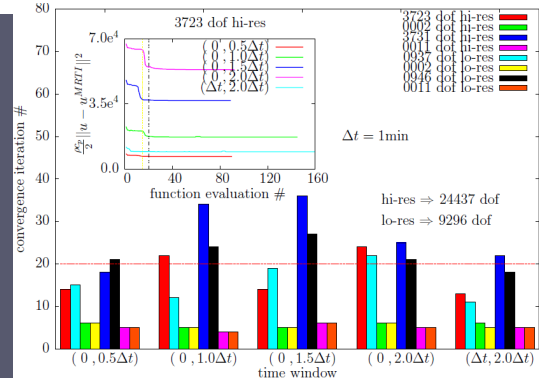 80
70
60
50
40
30
20
10
0
convergence iteration #
3723 dof hi-res
0002 dof hi-res
3731 dof hi-res
0011 dof hi-res
0937 dof lo-res
0002 dof lo-res
0946 dof lo-res
0011 dof lo-res
3723 dof hi-res
7.0e⁴
3.5e⁴
0.0
ρcₚ/2 ||u − uᴹᴿᵀᴵ||²
( 0 , 0.5Δt)
( 0 , 1.0Δt)
( 0 , 1.5Δt)
( 0 , 2.0Δt)
(Δt, 2.0Δt)
0 40 80 120 160
function evaluation #
Δt = 1min
hi-res ⇒ 24437 dof
lo-res ⇒ 9296 dof
( 0 , 0.5Δt) ( 0 , 1.0Δt) ( 0 , 1.5Δt) ( 0 , 2.0Δt) (Δt, 2.0Δt)
time window